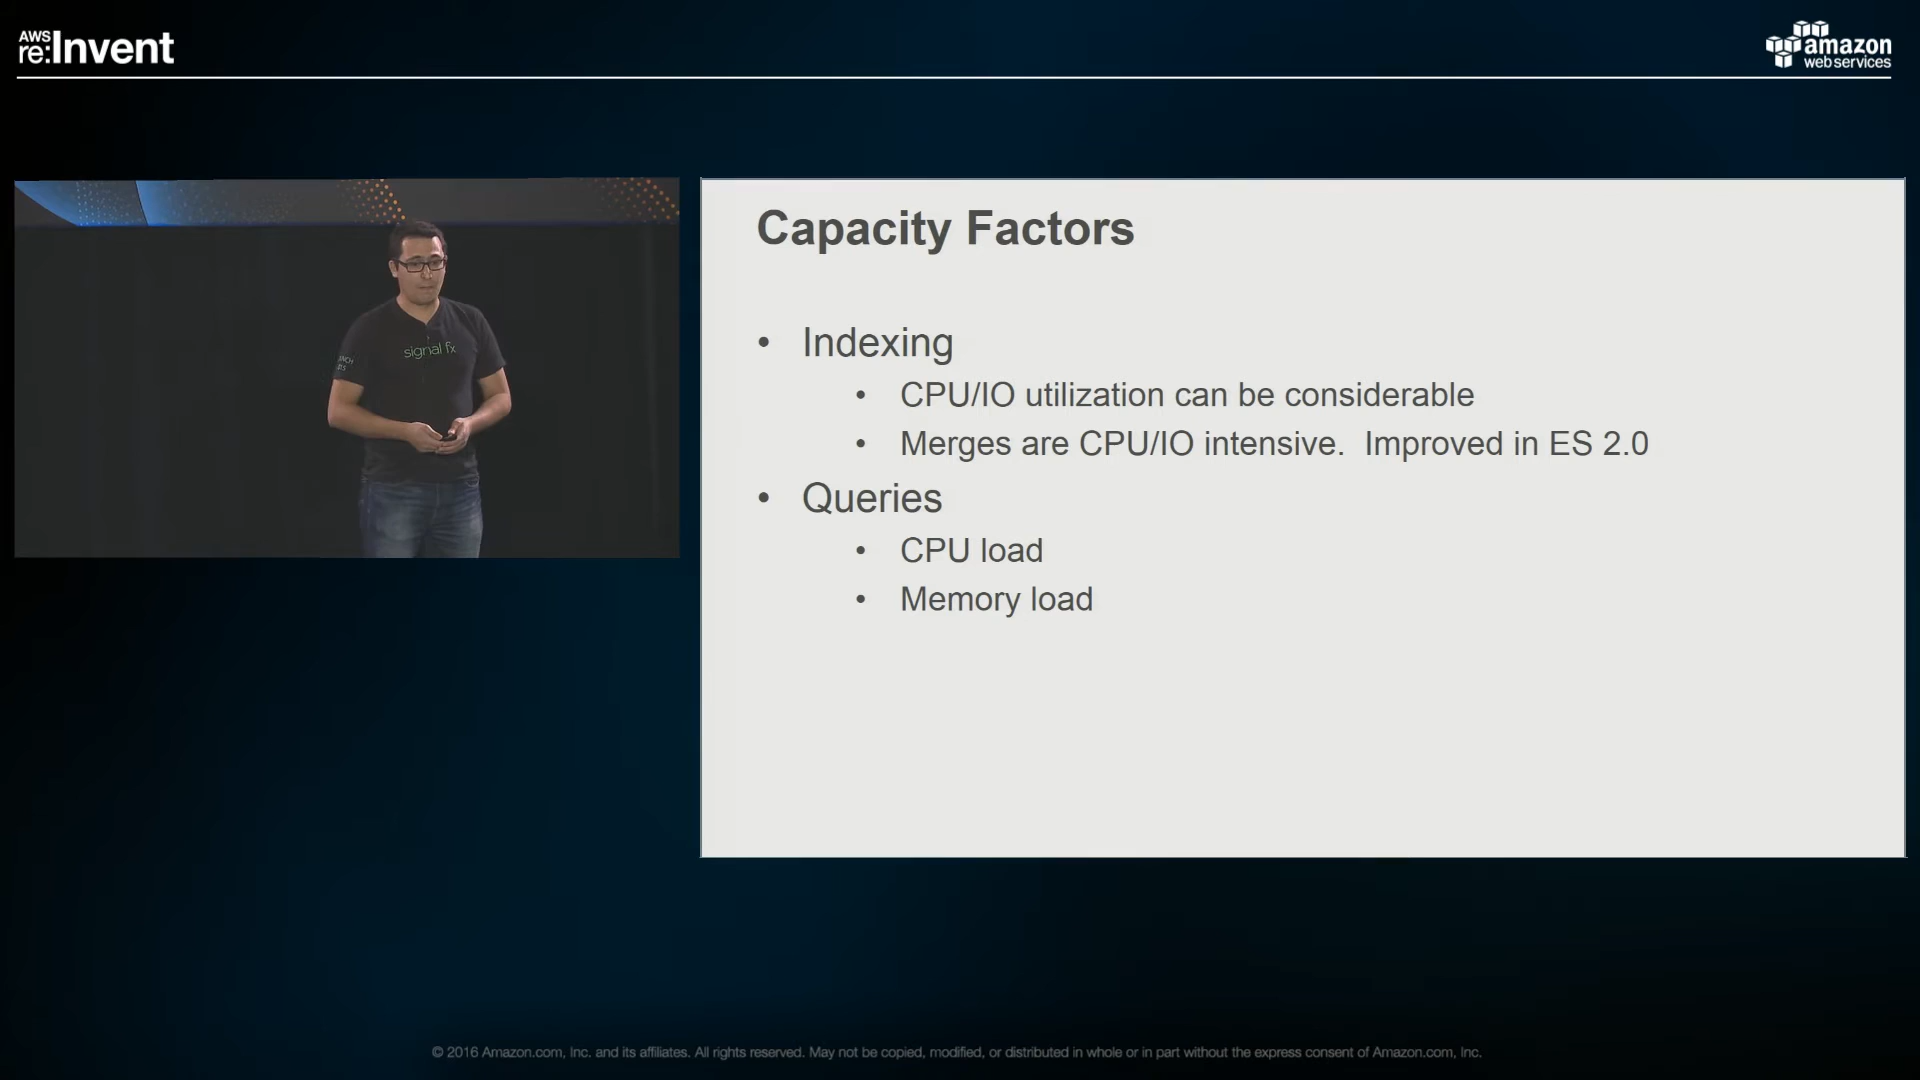 AWS
re:Invent
amazon
web services
signal fx
Capacity Factors
• Indexing
• CPU/IO utilization can be considerable
• Merges are CPU/IO intensive.  Improved in ES 2.0
• Queries
• CPU load
• Memory load
© 2016 Amazon.com, Inc. and its affiliates. All rights reserved. May not be copied, modified, or distributed in whole or in part without the express consent of Amazon.com, Inc.